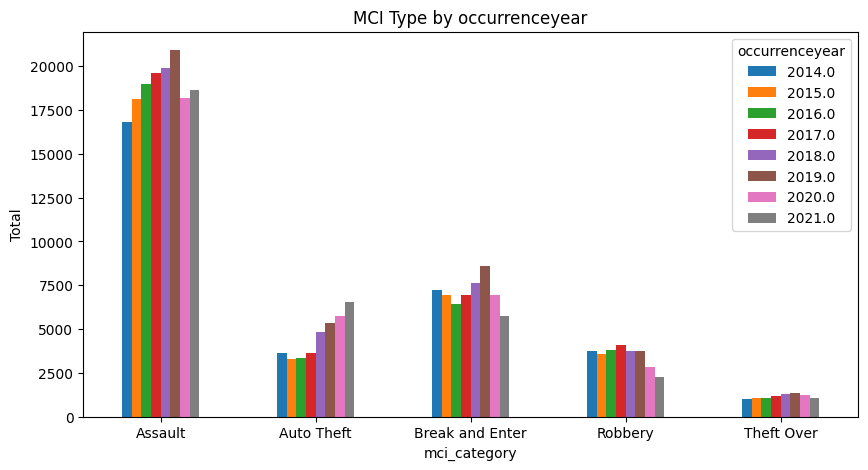 MCI Type by occurrenceyear
Total
20000
17500
15000
12500
10000
7500
5000
2500
0
occurrenceyear
2014.0
2015.0
2016.0
2017.0
2018.0
2019.0
2020.0
2021.0
Assault
Auto Theft
Break and Enter
Robbery
Theft Over
mci_category